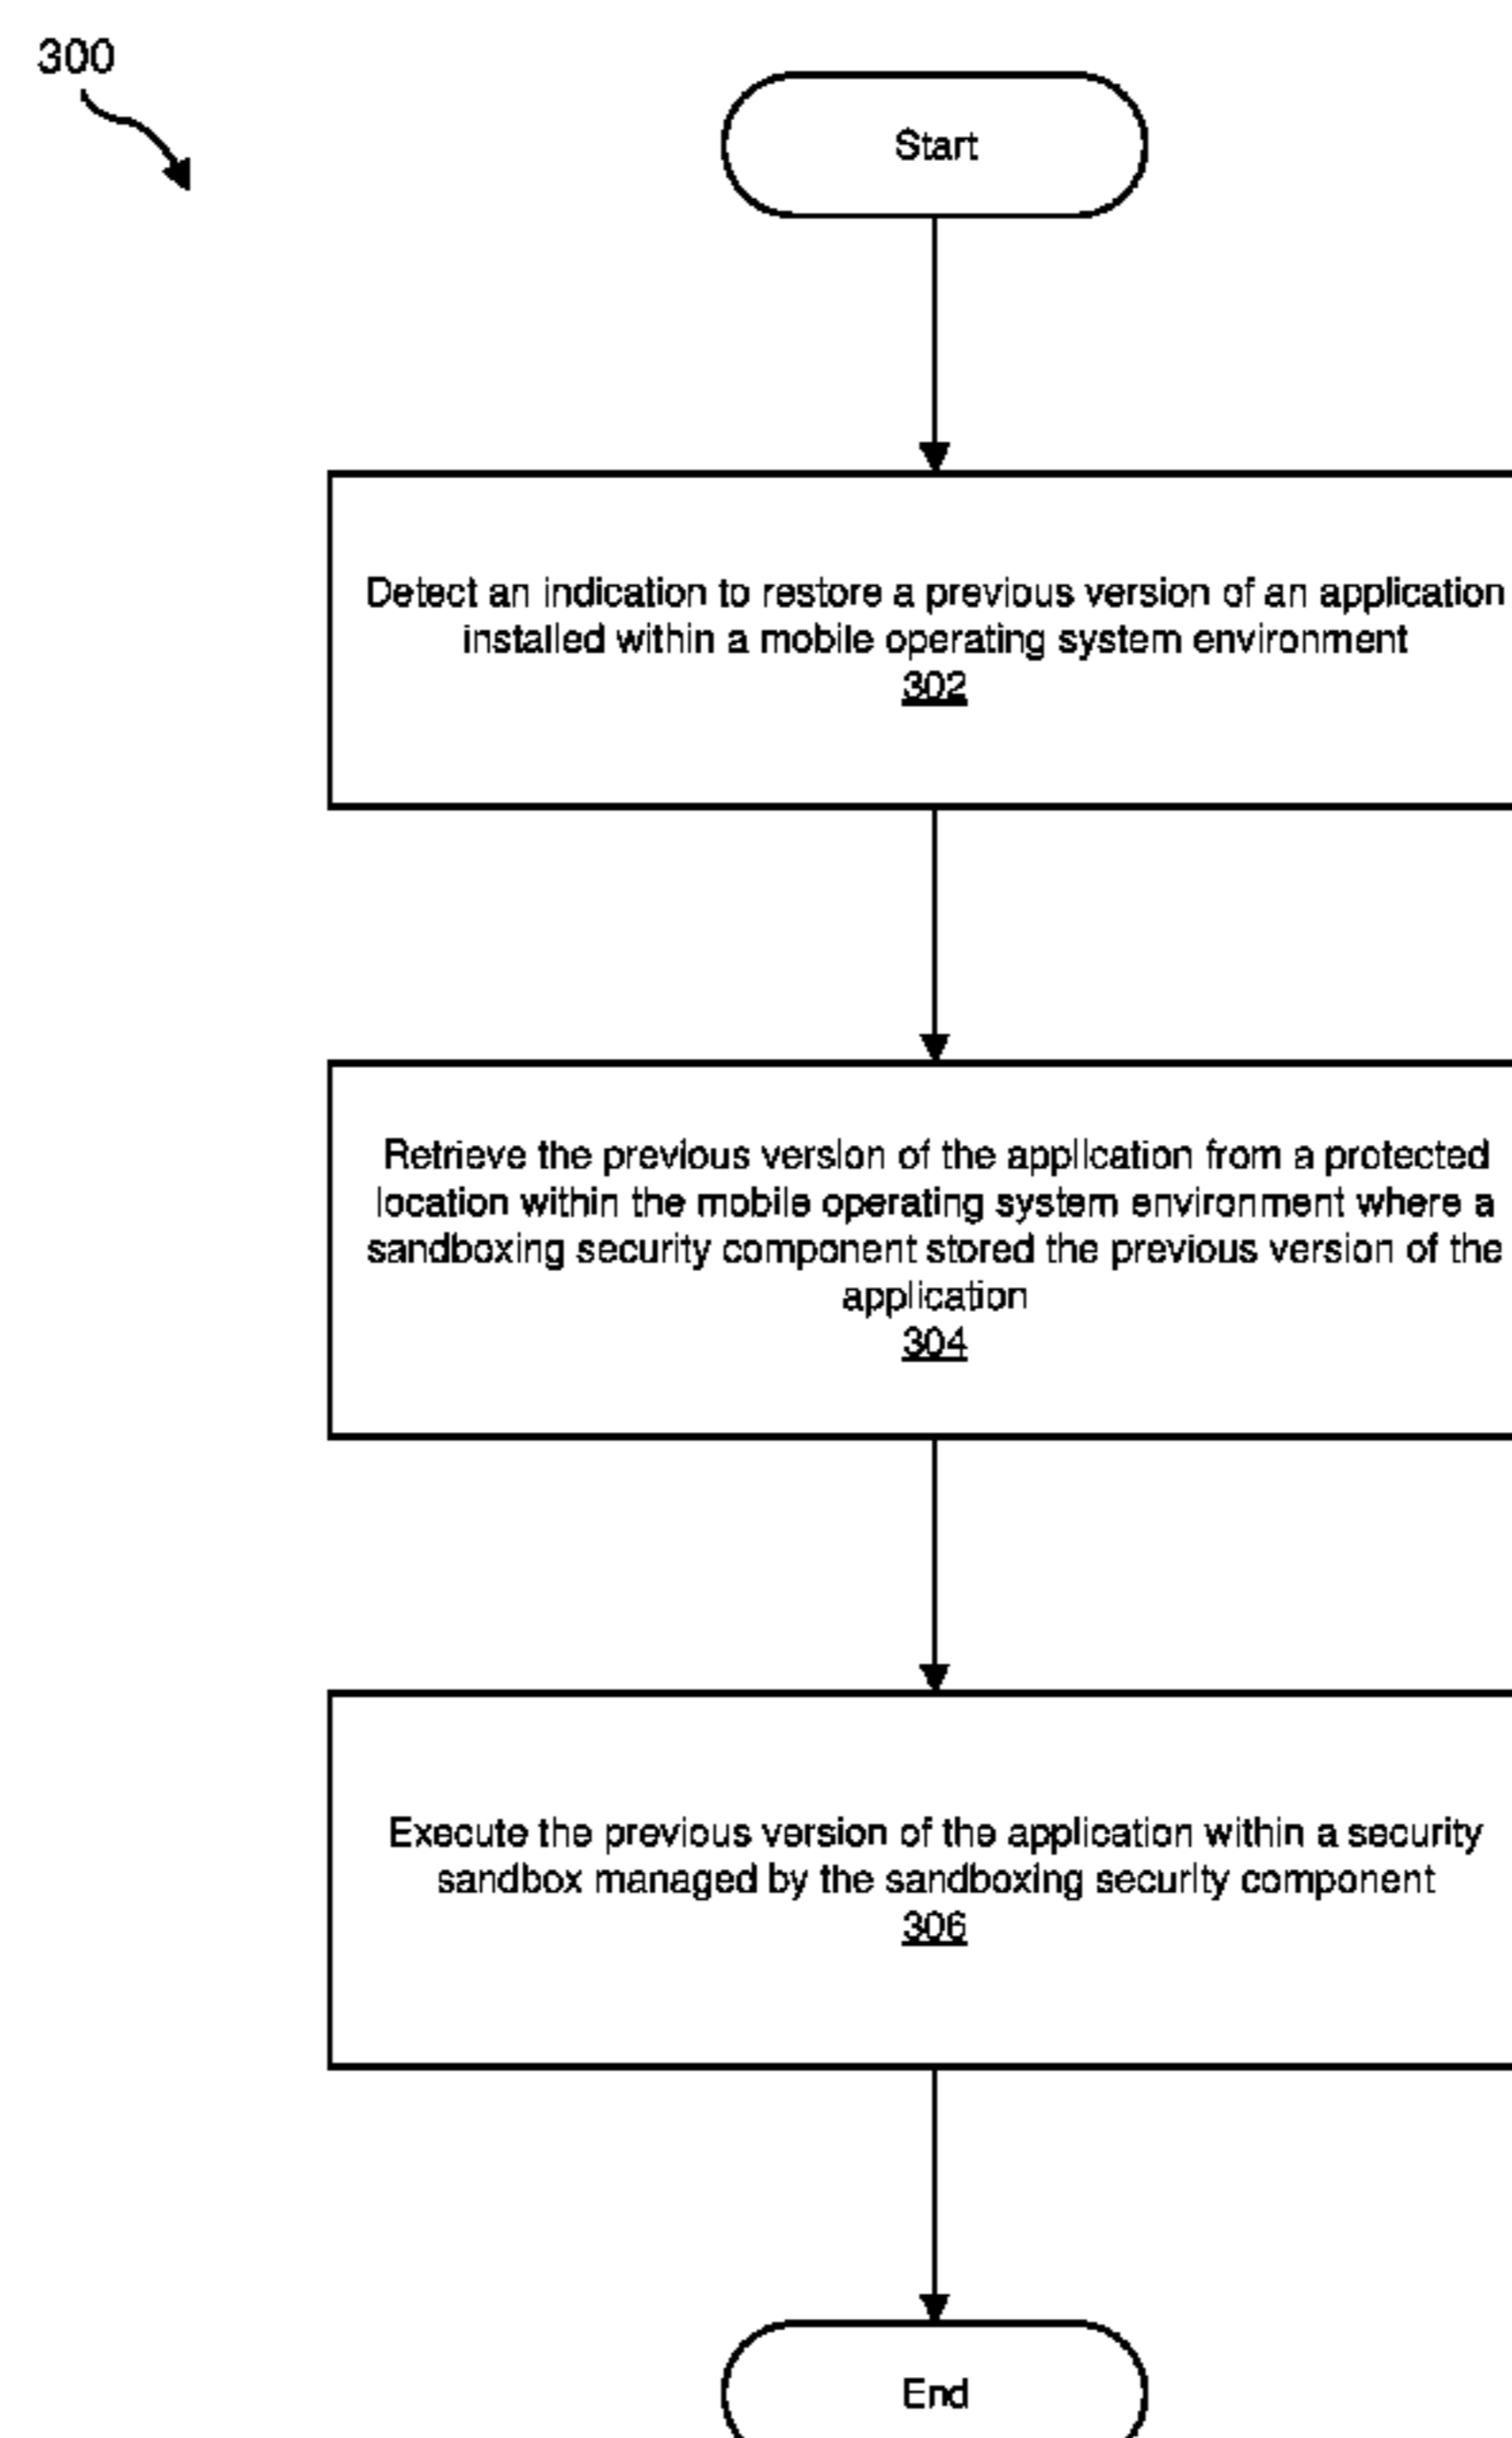 300
Start
Detect an indication to restore a previous version of an application
installed within a mobile operating system environment
302
Retrieve the previous version of the application from a protected
location within the mobile operating system environment where a
sandboxing security component stored the previous version of the
application
304
Execute the previous version of the application within a security
sandbox managed by the sandboxing security component
306
End